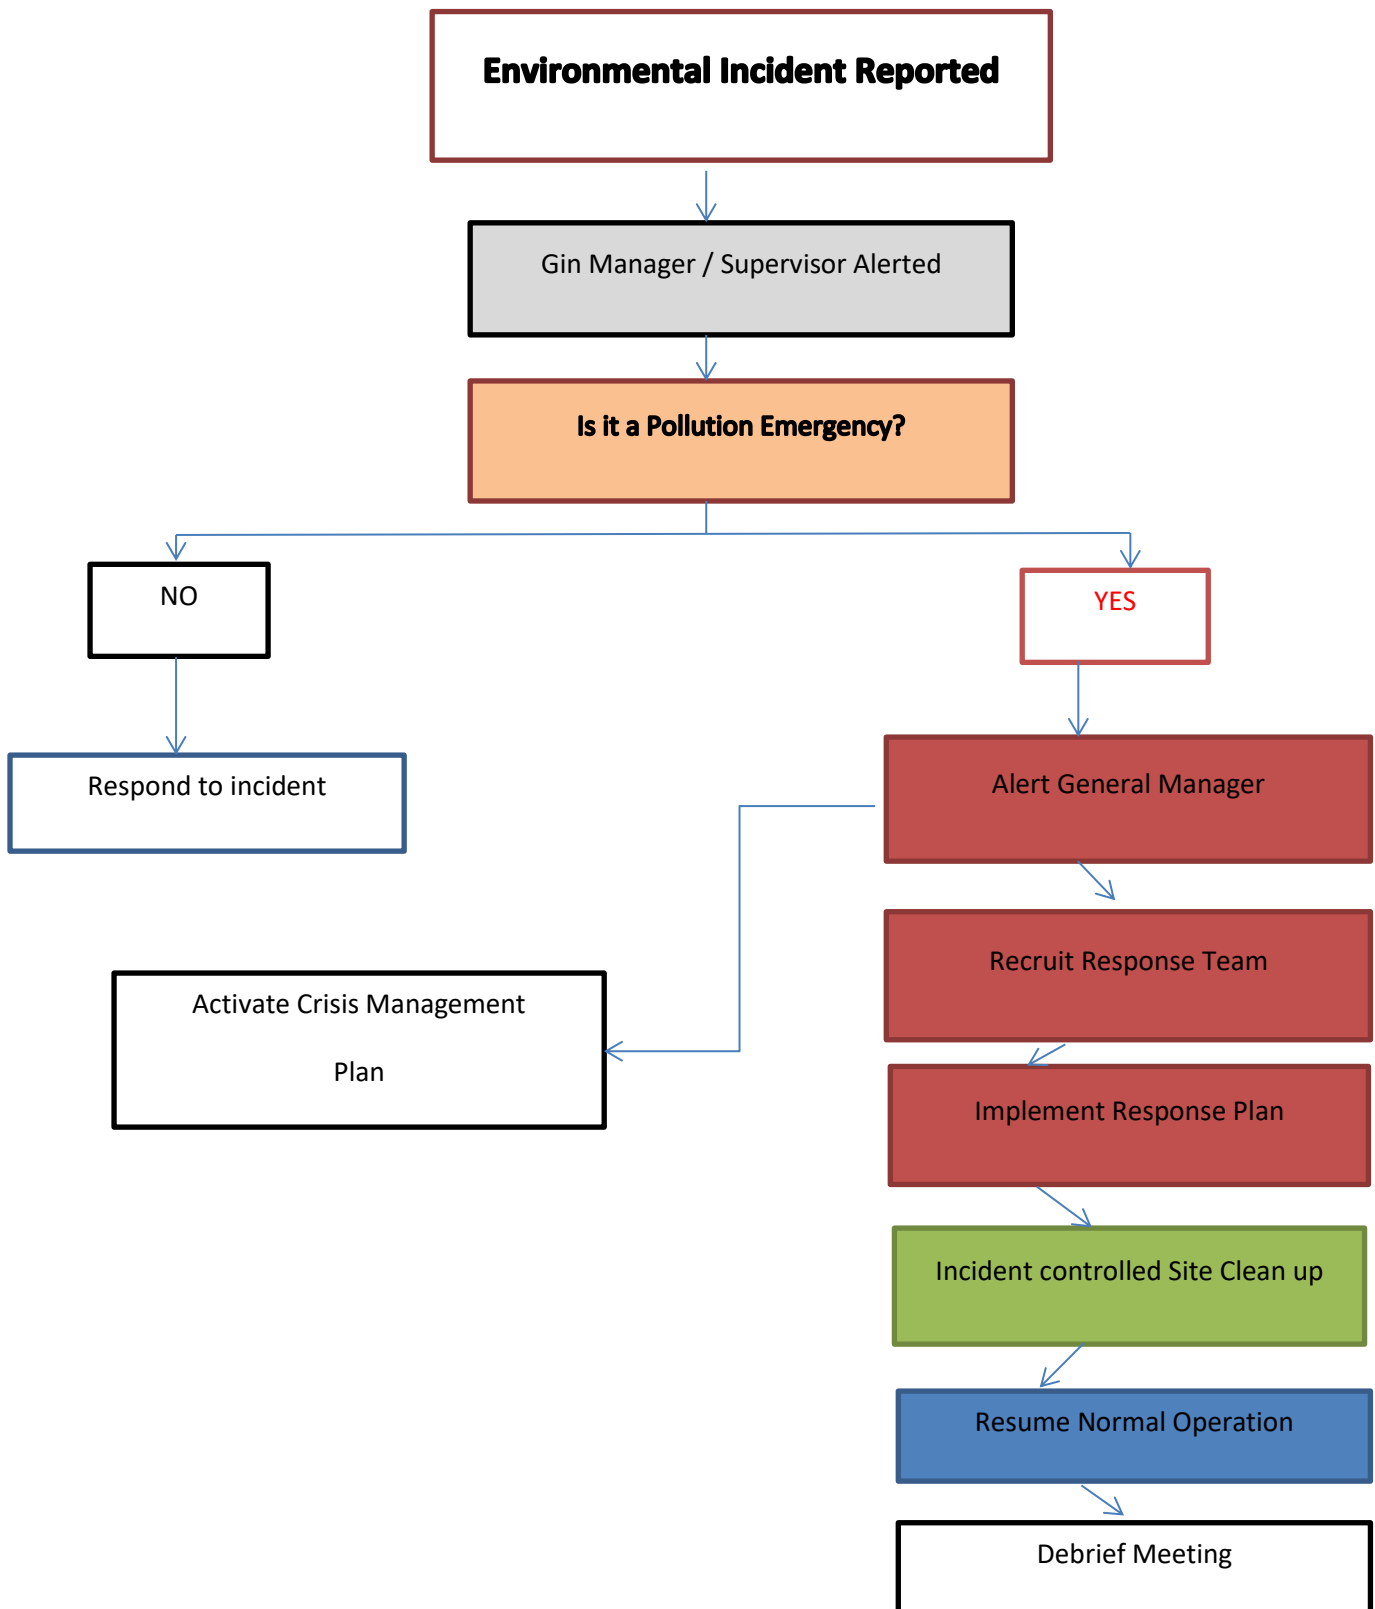 Environmental Incident Reported
Gin Manager / Supervisor Alerted
Is it a Pollution Emergency?
NO
YES
Respond to incident
Alert General Manager
Recruit Response Team
Activate Crisis Management
Plan
Implement Response Plan
Incident controlled Site Clean up
Resume Normal Operation
Debrief Meeting